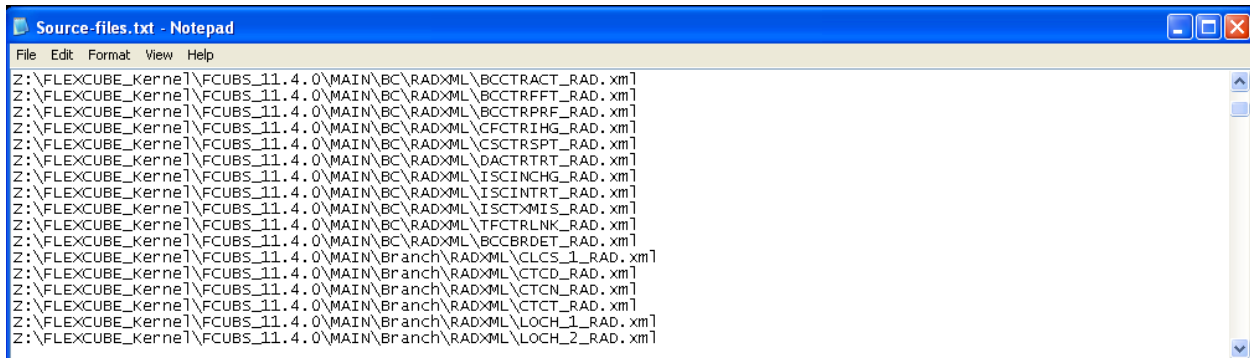 Source-files.txt - Notepad
File Edit Format View Help
Z:\FLEXCUBE_Kernel\FCUBS_11.4.0\MAIN\BC\RADXML\BCCTRACT_RAD.xml
Z:\FLEXCUBE_Kernel\FCUBS_11.4.0\MAIN\BC\RADXML\BCCTRFFT_RAD.xml
Z:\FLEXCUBE_Kernel\FCUBS_11.4.0\MAIN\BC\RADXML\BCCTRPRF_RAD.xml
Z:\FLEXCUBE_Kernel\FCUBS_11.4.0\MAIN\BC\RADXML\CFCTRIHG_RAD.xml
Z:\FLEXCUBE_Kernel\FCUBS_11.4.0\MAIN\BC\RADXML\CSCTRSPT_RAD.xml
Z:\FLEXCUBE_Kernel\FCUBS_11.4.0\MAIN\BC\RADXML\DACTRTRT_RAD.xml
Z:\FLEXCUBE_Kernel\FCUBS_11.4.0\MAIN\BC\RADXML\ISCINCHG_RAD.xml
Z:\FLEXCUBE_Kernel\FCUBS_11.4.0\MAIN\BC\RADXML\ISCINTRT_RAD.xml
Z:\FLEXCUBE_Kernel\FCUBS_11.4.0\MAIN\BC\RADXML\ISCTXMIS_RAD.xml
Z:\FLEXCUBE_Kernel\FCUBS_11.4.0\MAIN\BC\RADXML\TFCTRLNK_RAD.xml
Z:\FLEXCUBE_Kernel\FCUBS_11.4.0\MAIN\BC\RADXML\BCCBRDET_RAD.xml
Z:\FLEXCUBE_Kernel\FCUBS_11.4.0\MAIN\Branch\RADXML\CLCS_1_RAD.xml
Z:\FLEXCUBE_Kernel\FCUBS_11.4.0\MAIN\Branch\RADXML\CTCD_RAD.xml
Z:\FLEXCUBE_Kernel\FCUBS_11.4.0\MAIN\Branch\RADXML\CTCN_RAD.xml
Z:\FLEXCUBE_Kernel\FCUBS_11.4.0\MAIN\Branch\RADXML\CTCT_RAD.xml
Z:\FLEXCUBE_Kernel\FCUBS_11.4.0\MAIN\Branch\RADXML\LOCH_1_RAD.xml
Z:\FLEXCUBE_Kernel\FCUBS_11.4.0\MAIN\Branch\RADXML\LOCH_2_RAD.xml